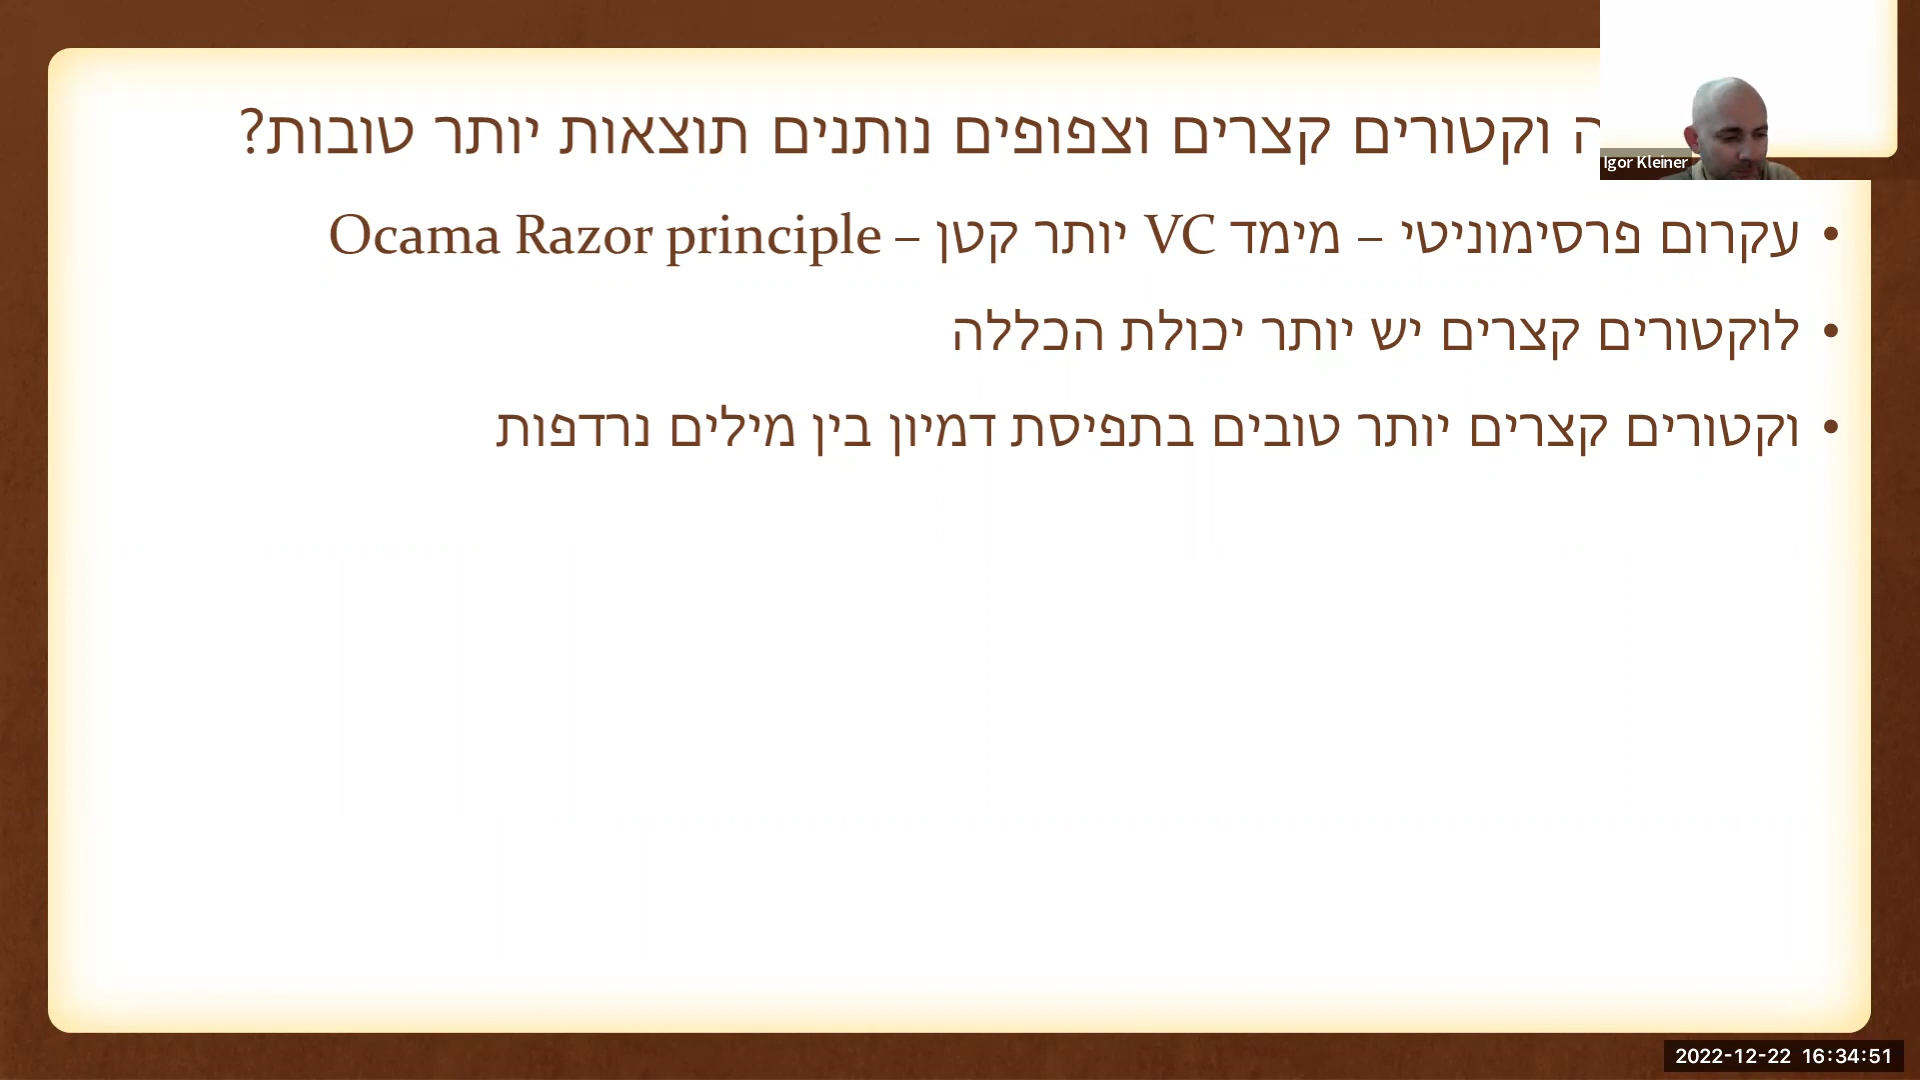 וקטורים קצרים וצפופים נותנים תוצאות יותר טובות?
Igor Kleiner
• עקרום פרסימוניטי – מימד VC יותר קטן – Ocama Razor principle
• לוקטורים קצרים יש יותר יכולת הכללה
• וקטורים קצרים יותר טובים בתפיסת דמיון בין מילים נרדפות
2022-12-22 16:34:51